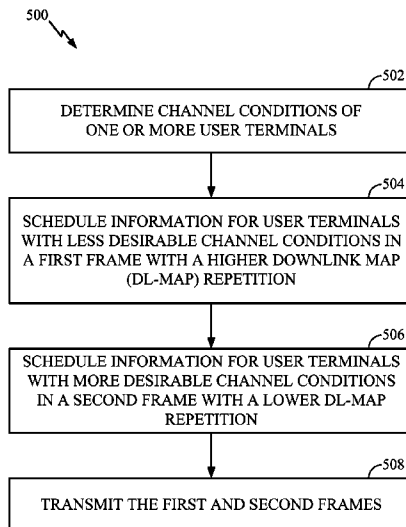 500
502
DETERMINE CHANNEL CONDITIONS OF
ONE OR MORE USER TERMINALS
504
SCHEDULE INFORMATION FOR USER TERMINALS
WITH LESS DESIRABLE CHANNEL CONDITIONS IN
A FIRST FRAME WITH A HIGHER DOWNLINK MAP
(DL-MAP) REPETITION
506
SCHEDULE INFORMATION FOR USER TERMINALS
WITH MORE DESIRABLE CHANNEL CONDITIONS
IN A SECOND FRAME WITH A LOWER DL-MAP
REPETITION
508
TRANSMIT THE FIRST AND SECOND FRAMES